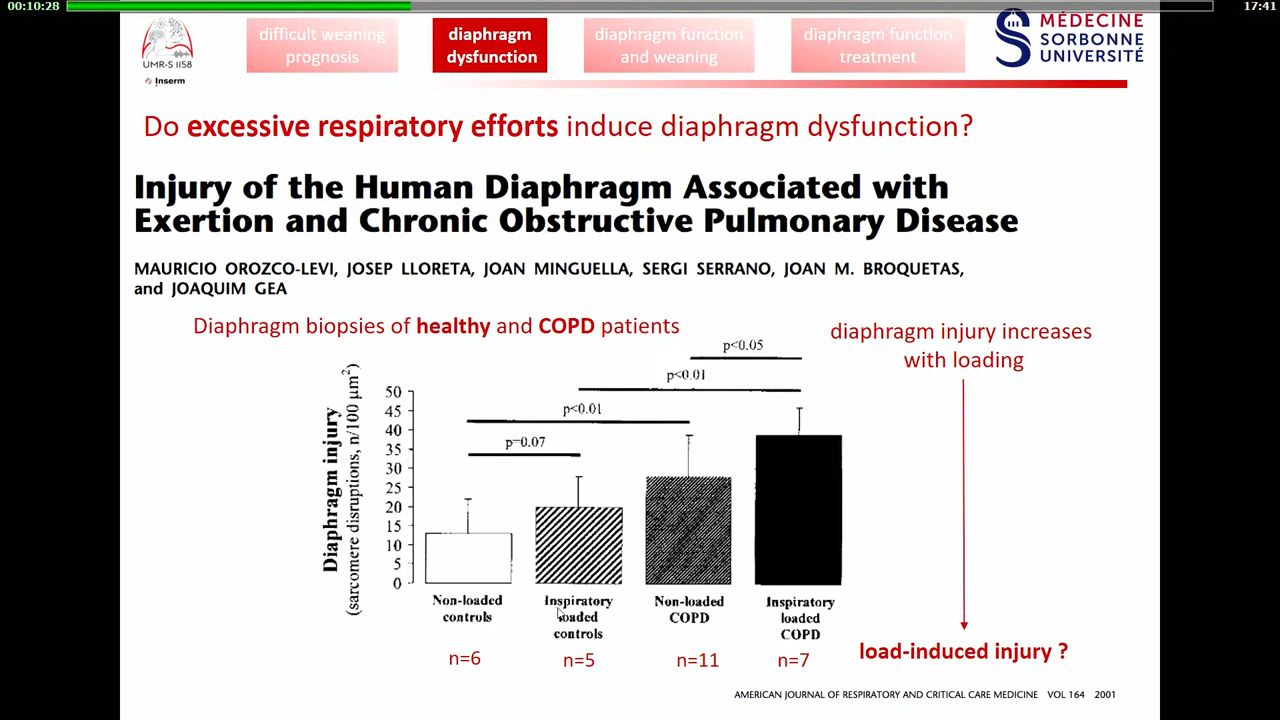 00:10:28
17:41
UMR-S 1158
Inserm
difficult weaning
prognosis
diaphragm
dysfunction
diaphragm function
and weaning
diaphragm function
treatment
MÉDECINE
SORBONNE
UNIVERSITÉ
Do excessive respiratory efforts induce diaphragm dysfunction?
Injury of the Human Diaphragm Associated with
Exertion and Chronic Obstructive Pulmonary Disease
MAURICIO OROZCO-LEVI, JOSEP LLORETA, JOAN MINGUELLA, SERGI SERRANO, JOAN M. BROQUETAS,
and JOAQUIM GEA
Diaphragm biopsies of healthy and COPD patients
diaphragm injury increases
with loading
Diaphragm injury
(sarcomere disruptions, n/100 µm²)
50
45
40
35
30
25
20
15
10
5
0
p<0.05
p<0.01
p<0.01
p=0.07
Non-loaded
controls
Inspiratory
loaded
controls
Non-loaded
COPD
Inspiratory
loaded
COPD
n=6
n=5
n=11
n=7
load-induced injury ?
AMERICAN JOURNAL OF RESPIRATORY AND CRITICAL CARE MEDICINE VOL 164 2001